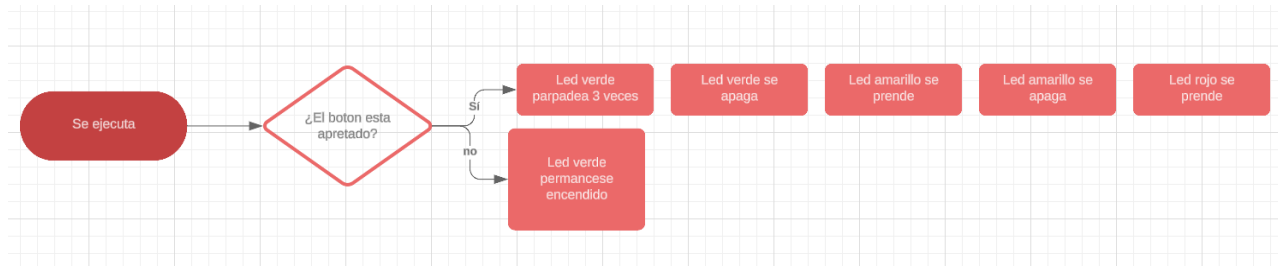 Se ejecuta
¿El boton esta
apretado?
Sí
no
Led verde
parpadea 3 veces
Led verde se
apaga
Led amarillo se
prende
Led amarillo se
apaga
Led rojo se
prende
Led verde
permancese
encendido